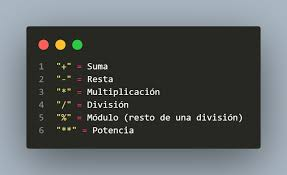 1 "+" = Suma
2 "-" = Resta
3 "*" = Multiplicación
4 "/" = División
5 "%" = Módulo (resto de una división)
6 "**" = Potencia